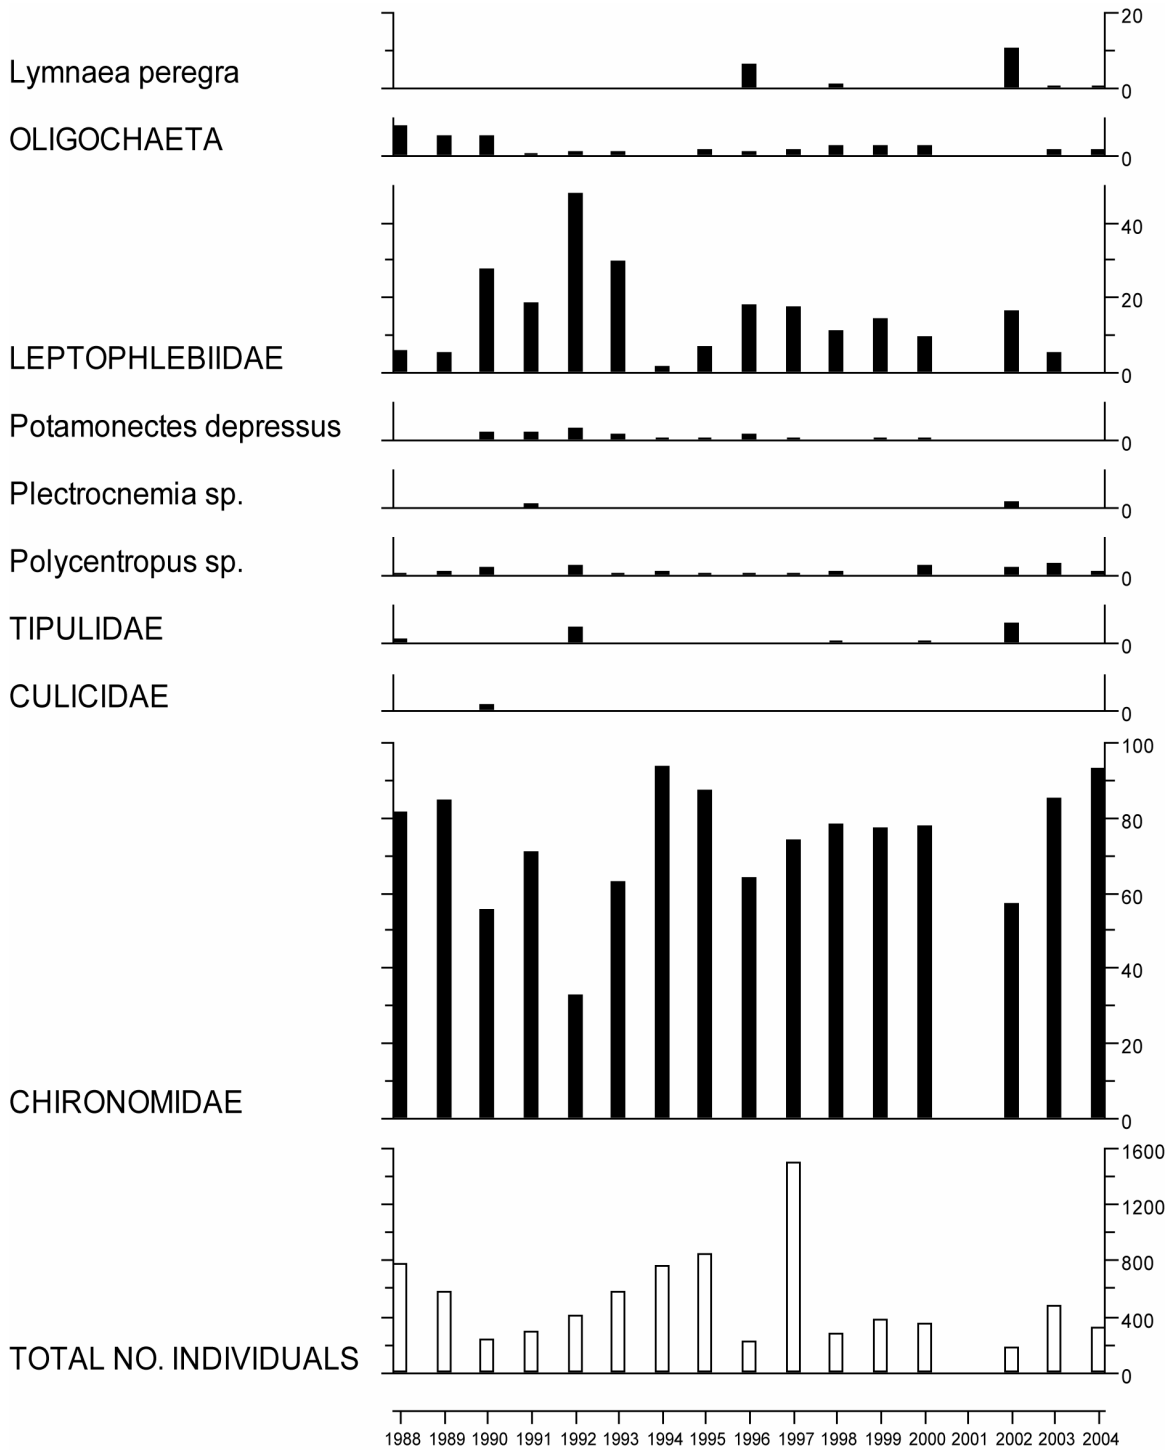 20
Lymnaea peregra
0
OLIGOCHAETA
0
40
20
LEPTOPHLEBIIDAE
0
Potamonectes depressus
0
Plectrocnemia sp.
0
Polycentropus sp.
0
TIPULIDAE
0
CULICIDAE
0
100
80
60
40
20
CHIRONOMIDAE
0
1600
1200
800
400
TOTAL NO. INDIVIDUALS
0
1988 1989 1990 1991 1992 1993 1994 1995 1996 1997 1998 1999 2000 2001 2002 2003 2004